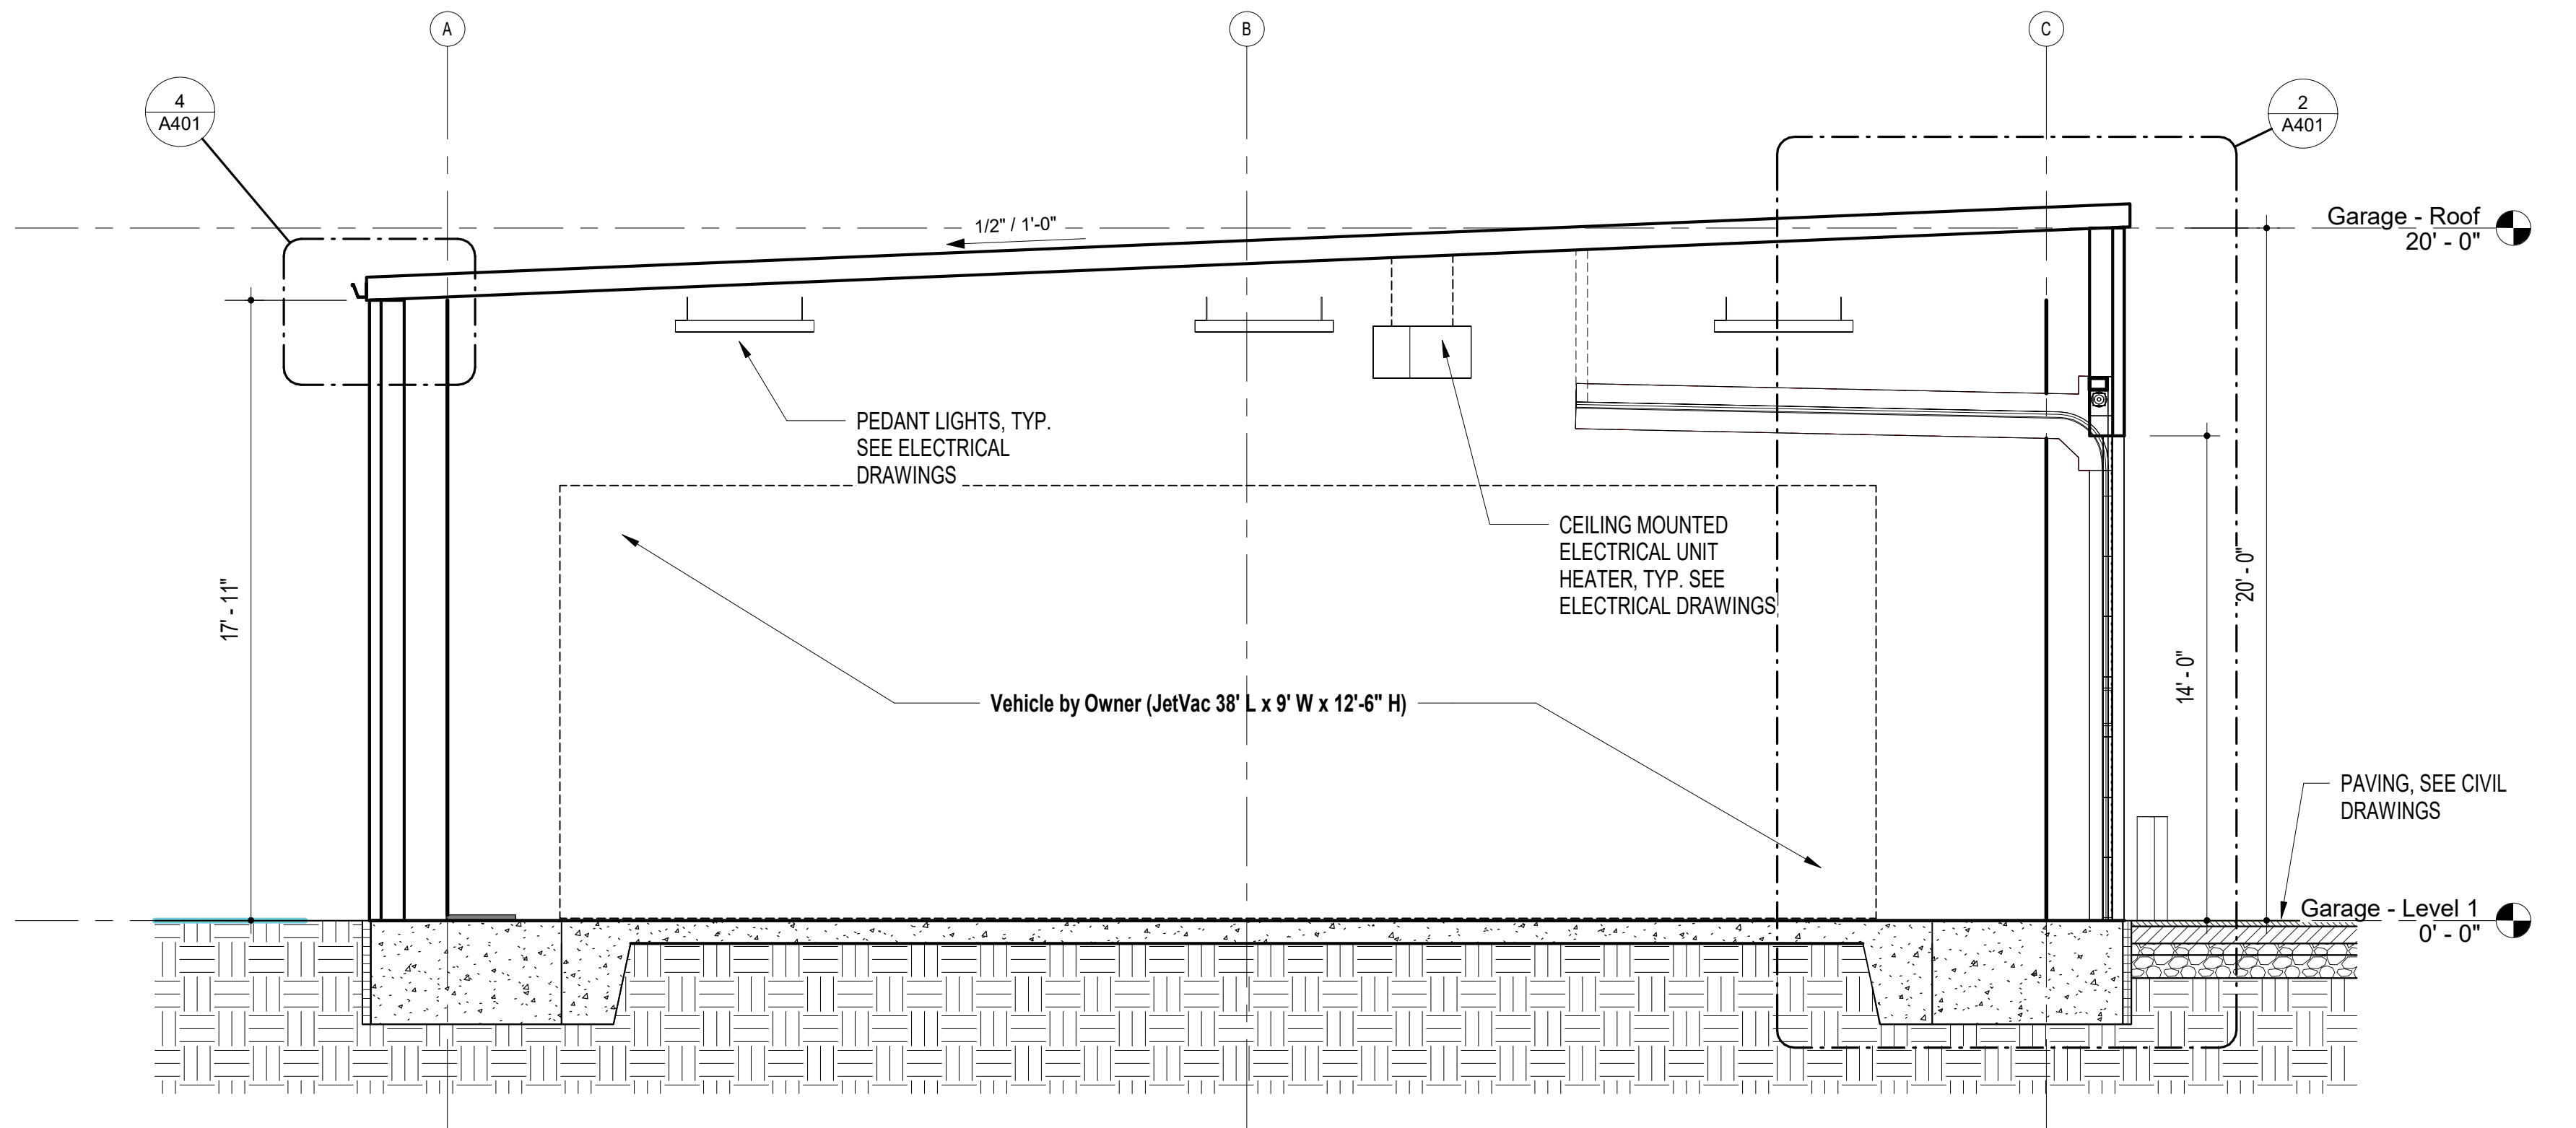 A
B
C
4
A401
2
A401
1/2" / 1'-0"
Garage - Roof
20' - 0"
PEDANT LIGHTS, TYP.
SEE ELECTRICAL
DRAWINGS
CEILING MOUNTED
ELECTRICAL UNIT
HEATER, TYP. SEE
ELECTRICAL DRAWINGS
17' - 11"
20' - 0"
14' - 0"
Vehicle by Owner (JetVac 38' L x 9' W x 12'-6" H)
PAVING, SEE CIVIL
DRAWINGS
Garage - Level 1
0' - 0"